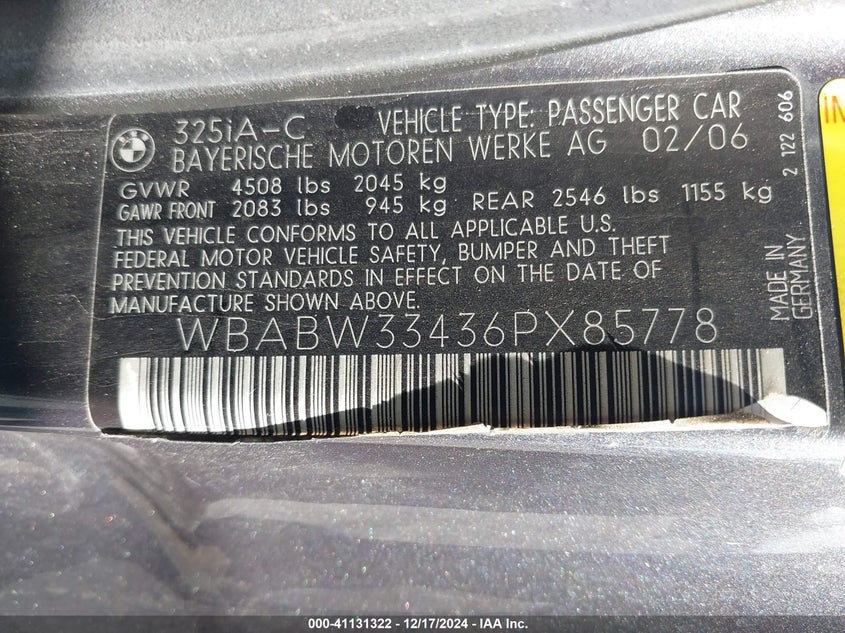 325iA-C VEHICLE TYPE: PASSENGER CAR
BAYERISCHE MOTOREN WERKE AG 02/06
GVWR 4508 lbs 2045 kg
GAWR FRONT 2083 lbs 945 kg REAR 2546 lbs 1155 kg
THIS VEHICLE CONFORMS TO ALL APPLICABLE U.S.
FEDERAL MOTOR VEHICLE SAFETY, BUMPER AND THEFT
PREVENTION STANDARDS IN EFFECT ON THE DATE OF
MANUFACTURE SHOWN ABOVE.
WBABW33436PX85778
2 122 606
MADE IN
GERMANY
BMW
IN
000-41131322 - 12/17/2024 - IAA Inc.